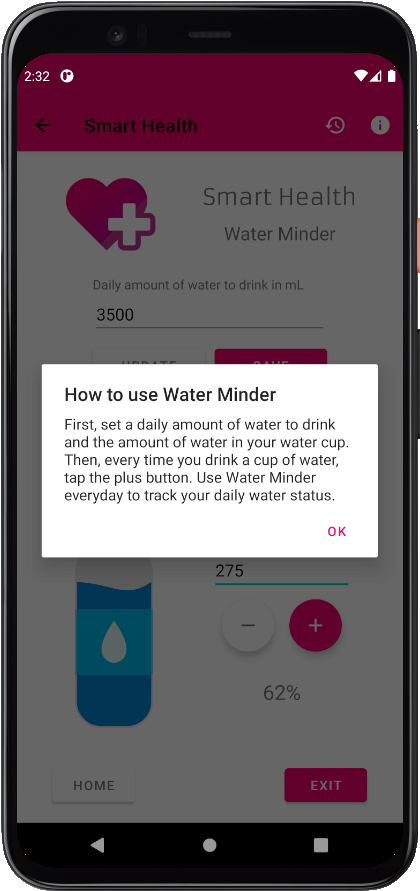 2:32
Smart Health
Smart Health
Water Minder
Daily amount of water to drink in mL
3500
UPDATE SAVE
How to use Water Minder
First, set a daily amount of water to drink
and the amount of water in your water cup.
Then, every time you drink a cup of water,
tap the plus button. Use Water Minder
everyday to track your daily water status.
OK
275
− +
62%
HOME EXIT